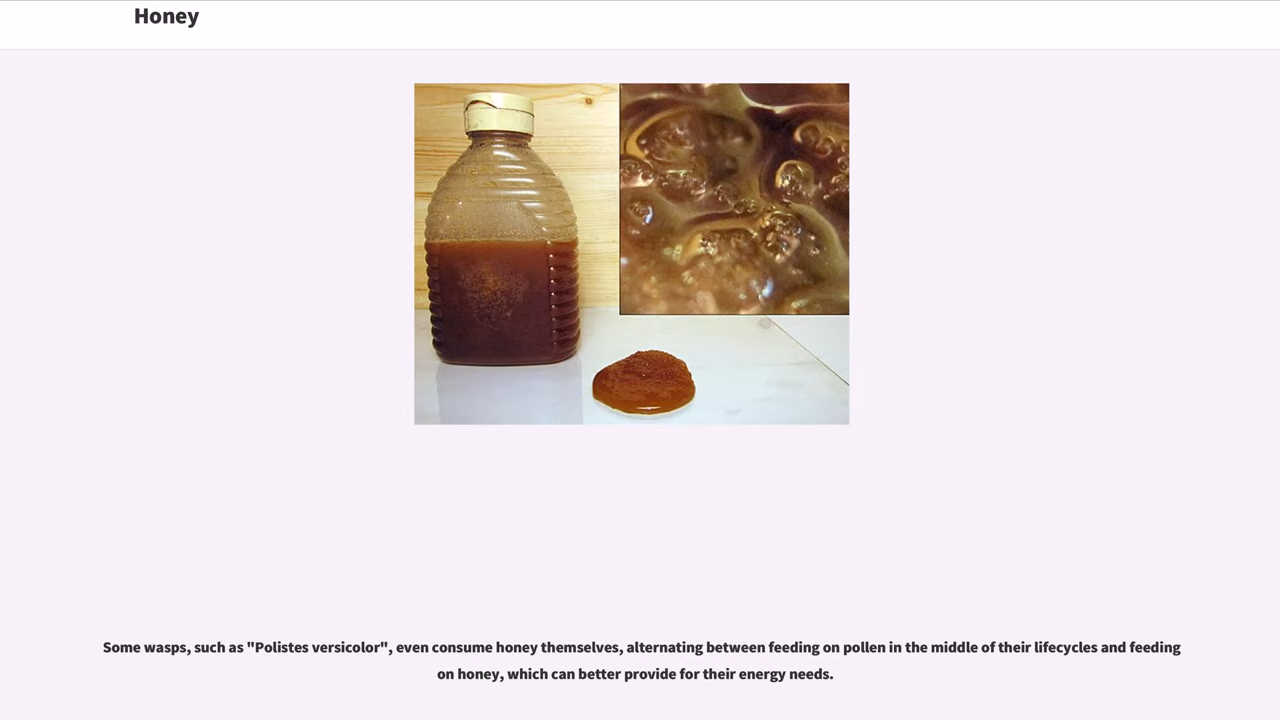 Honey
Some wasps, such as "Polistes versicolor", even consume honey themselves, alternating between feeding on pollen in the middle of their lifecycles and feeding
on honey, which can better provide for their energy needs.